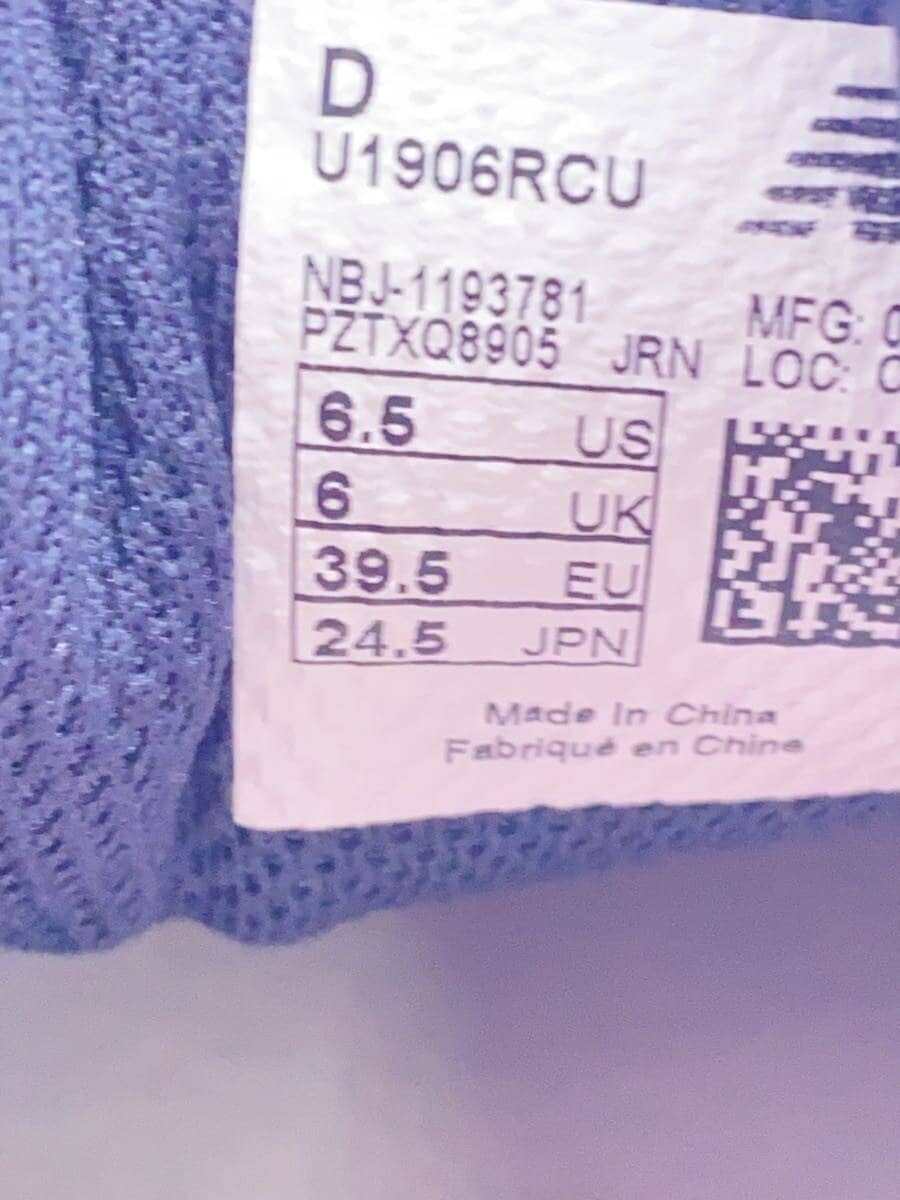 D
U1906RCU
NBJ-1193781
PZTXQ8905 JRN
MFG: 0
LOC:
6.5 US
6 UK
39.5 EU
24.5 JPN
Made In China
Fabriqué en Chine